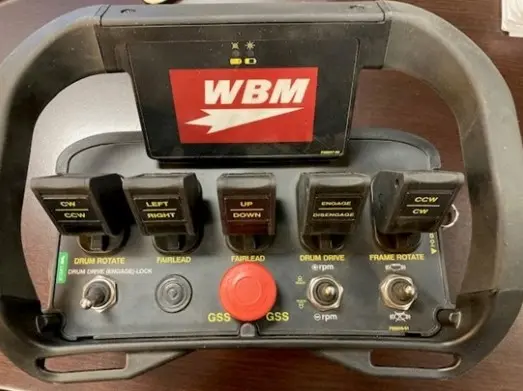 WBM
CW
CCW
LEFT
RIGHT
UP
DOWN
ENGAGE
DISENGAGE
CCW
CW
DRUM ROTATE
FAIRLEAD
FAIRLEAD
DRUM DRIVE
FRAME ROTATE
DRUM DRIVE (ENGAGE)-LOCK
rpm
GSS
GSS
rpm